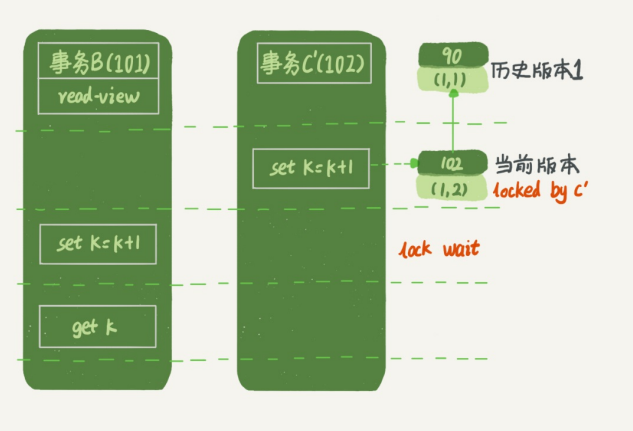 事务B(101)
read-view
事务C'(102)
90
(1,1)
历史版本1
set K=k+1
102
(1,2)
当前版本
locked by c'
set K=k+1
lock wait
get k